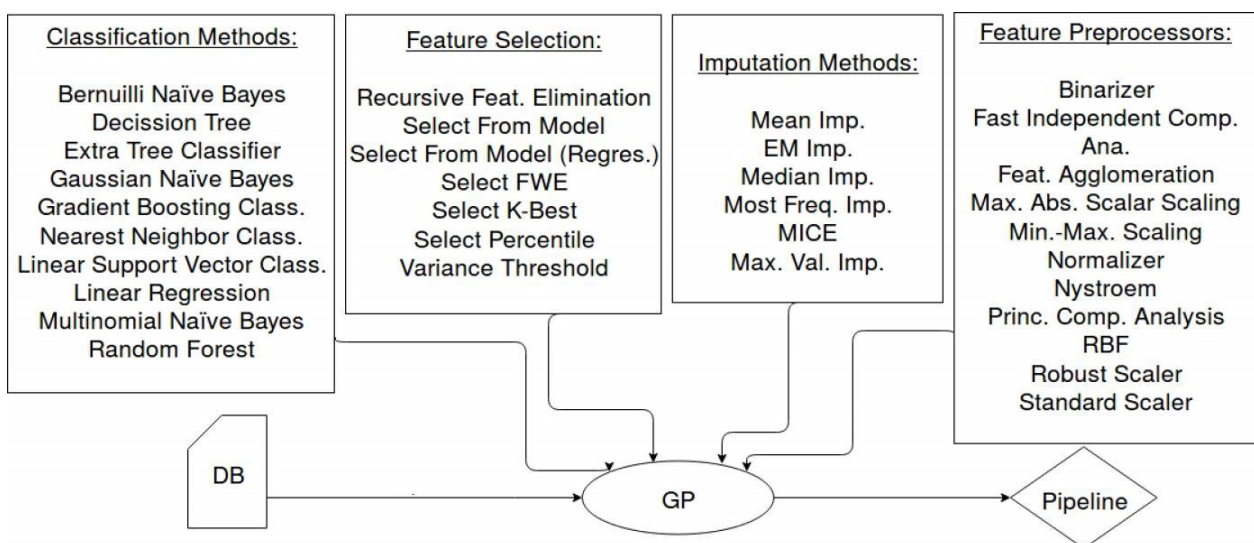 Classification Methods:
Bernuilli Naïve Bayes
Decission Tree
Extra Tree Classifier
Gaussian Naïve Bayes
Gradient Boosting Class.
Nearest Neighbor Class.
Linear Support Vector Class.
Linear Regression
Multinomial Naïve Bayes
Random Forest
Feature Selection:
Recursive Feat. Elimination
Select From Model
Select From Model (Regres.)
Select FWE
Select K-Best
Select Percentile
Variance Threshold
Imputation Methods:
Mean Imp.
EM Imp.
Median Imp.
Most Freq. Imp.
MICE
Max. Val. Imp.
Feature Preprocessors:
Binarizer
Fast Independent Comp.
Ana.
Feat. Agglomeration
Max. Abs. Scalar Scaling
Min.-Max. Scaling
Normalizer
Nystroem
Princ. Comp. Analysis
RBF
Robust Scaler
Standard Scaler
DB
GP
Pipeline